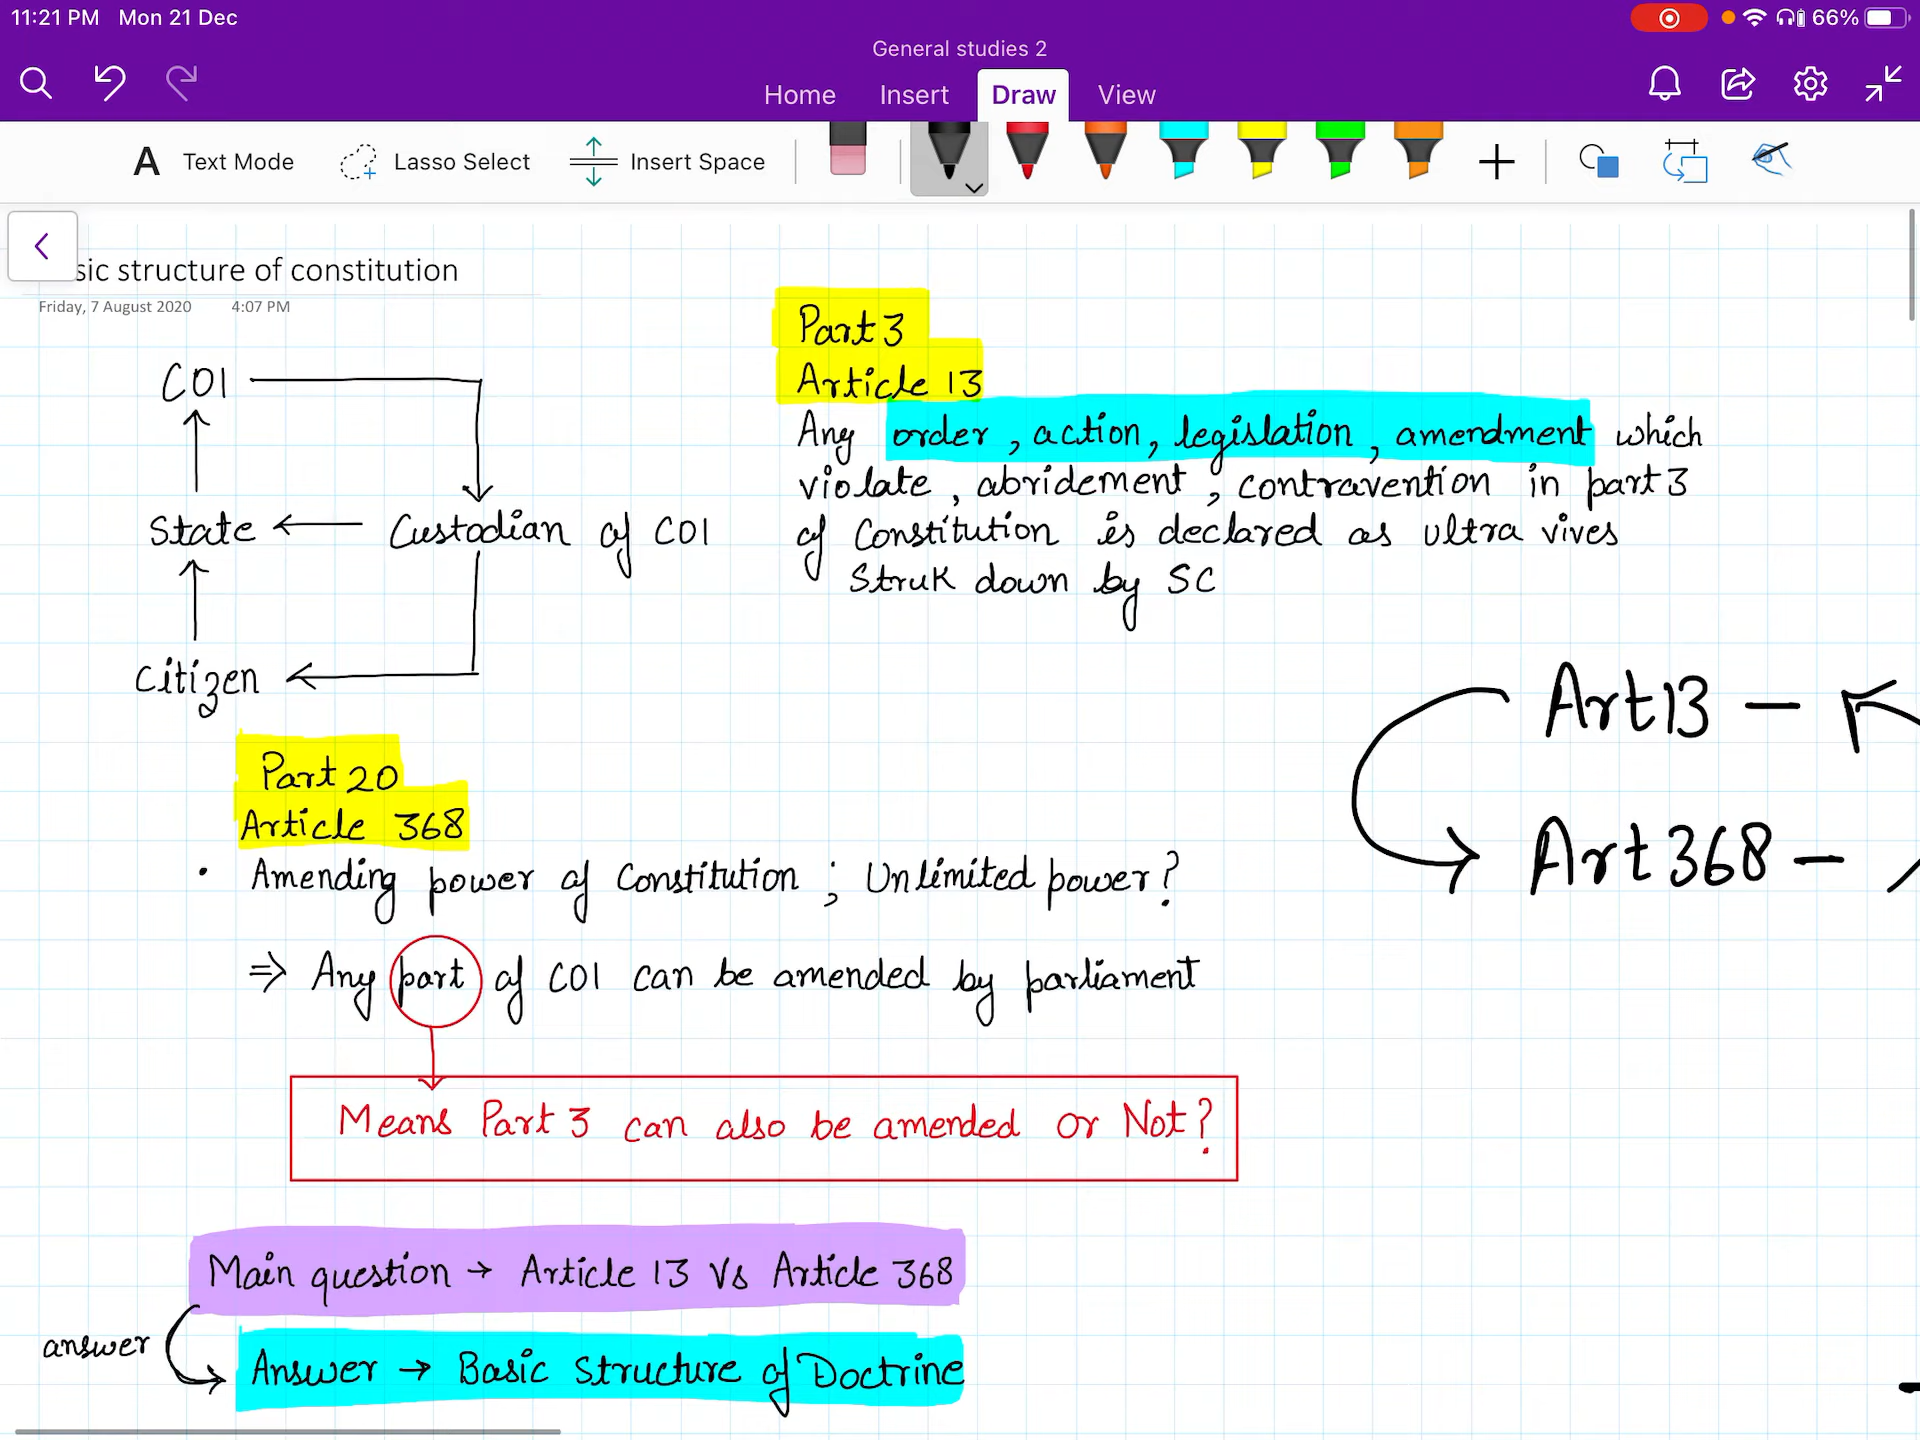 11:21 PM Mon 21 Dec
66%
General studies 2
Home Insert Draw View
A Text Mode Lasso Select Insert Space
sic structure of constitution
Friday, 7 August 2020 4:07 PM
COI
State ← Custodian of COI
Citizen
Part 3
Article 13
Any order, action, legislation, amendment which
violate, abridement, contravention in part 3
of Constitution is declared as ultra vives
Struk down by SC
Art 13 -
Art 368 -
Part 20
Article 368
• Amending power of Constitution ; Unlimited power?
⇒ Any part of COI can be amended by parliament
Means Part 3 can also be amended or Not?
Main question → Article 13 Vs Article 368
answer
Answer → Basic Structure of Doctrine